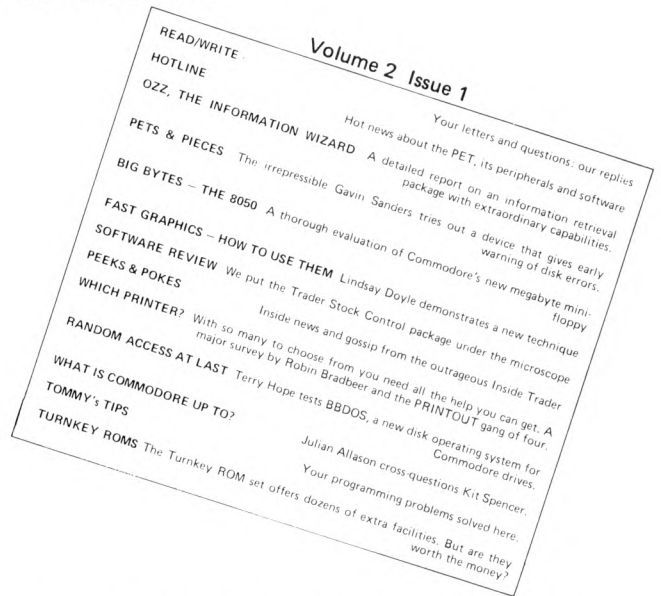 Volume 2 Issue 1
READ/WRITE Your letters and questions: our replies
HOTLINE Hot news about the PET, its peripherals and software
OZZ, THE INFORMATION WIZARD A detailed report on an information retrieval
package with extraordinary capabilities.
PETS & PIECES The irrepressible Gavin Sanders tries out a device that gives early
warning of disk errors.
BIG BYTES – THE 8050 A thorough evaluation of Commodore's new megabyte mini-
floppy
FAST GRAPHICS – HOW TO USE THEM Lindsay Doyle demonstrates a new technique
SOFTWARE REVIEW We put the Trader Stock Control package under the microscope
PEEKS & POKES Inside news and gossip from the outrageous Inside Trader
WHICH PRINTER? With so many to choose from you need all the help you can get. A
major survey by Robin Bradbeer and the PRINTOUT gang of four.
RANDOM ACCESS AT LAST Terry Hope tests BBDOS, a new disk operating system for
Commodore drives.
WHAT IS COMMODORE UP TO? Julian Allason cross-questions Kit Spencer.
TOMMY's TIPS Your programming problems solved here.
TURNKEY ROMS The Turnkey ROM set offers dozens of extra facilities. But are they
worth the money?